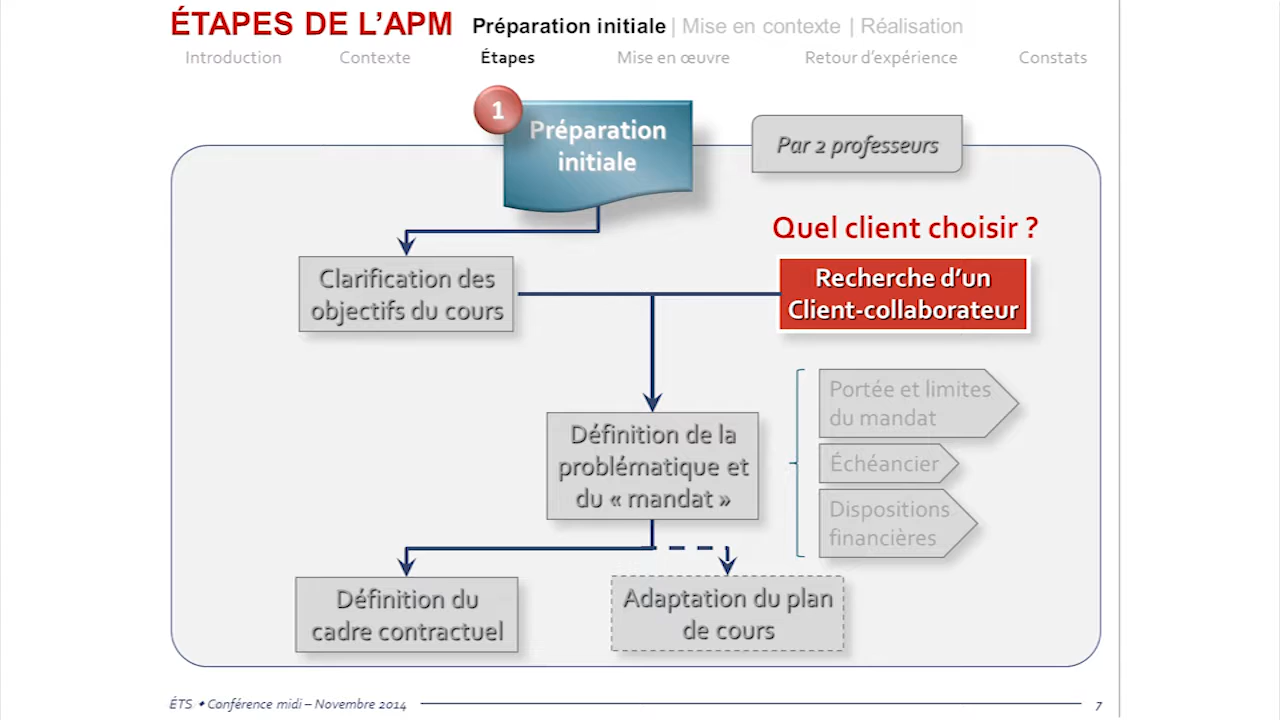 ÉTAPES DE L'APM Préparation initiale | Mise en contexte | Réalisation
Introduction Contexte Étapes Mise en œuvre Retour d'expérience Constats
1
Préparation
initiale
Par 2 professeurs
Quel client choisir ?
Clarification des
objectifs du cours
Recherche d'un
Client-collaborateur
Définition de la
problématique et
du « mandat »
Portée et limites
du mandat
Échéancier
Dispositions
financières
Définition du
cadre contractuel
Adaptation du plan
de cours
ÉTS • Conférence midi – Novembre 2014
7